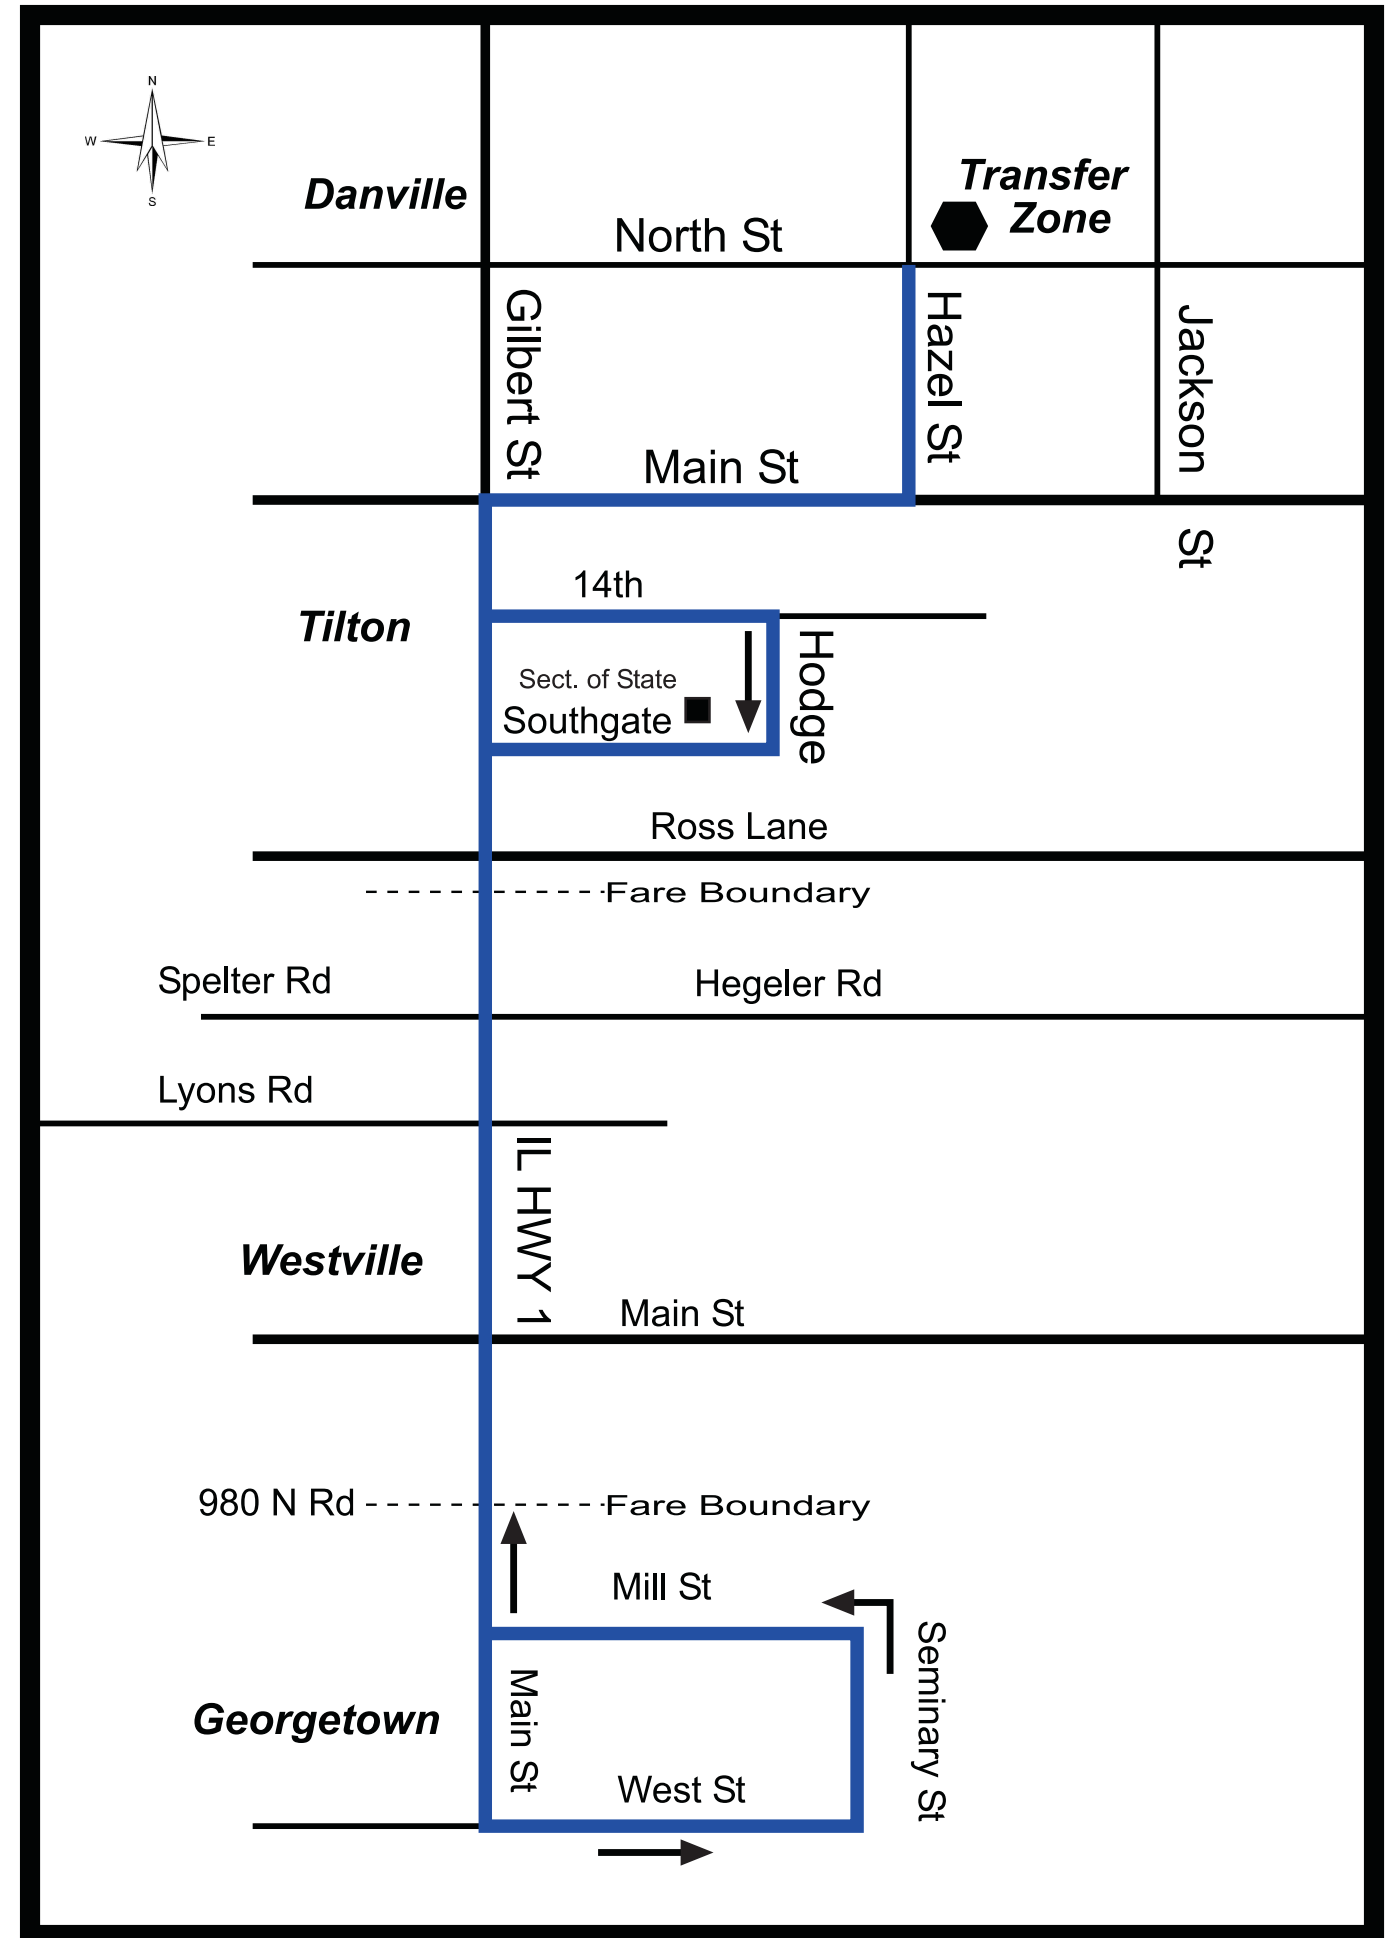 N
W
E
S
Danville
Transfer
Zone
North St
Gilbert St
Hazel St
Jackson St
Main St
14th
Tilton
Hodge
Sect. of State
Southgate
Ross Lane
Fare Boundary
Spelter Rd
Hegeler Rd
Lyons Rd
IL HWY 1
Westville
Main St
980 N Rd
Fare Boundary
Mill St
Seminary St
Main St
Georgetown
West St